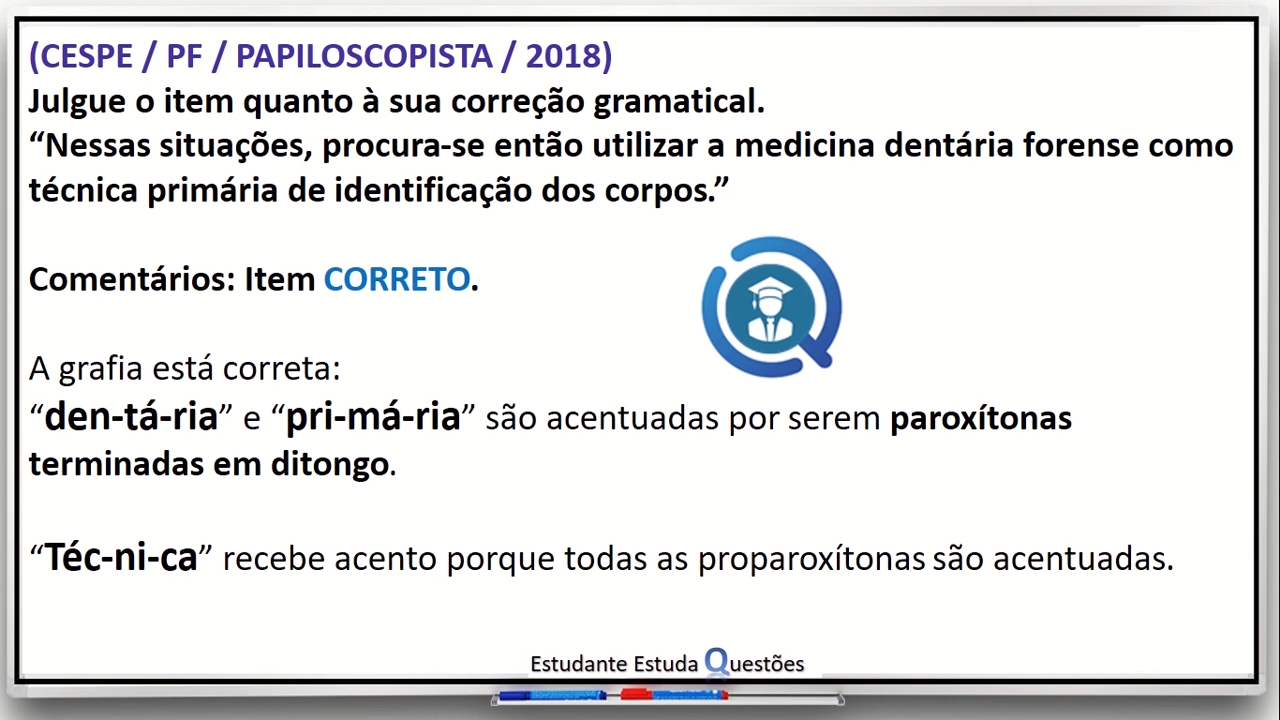 (CESPE / PF / PAPILOSCOPISTA / 2018)
Julgue o item quanto à sua correção gramatical.
“Nessas situações, procura-se então utilizar a medicina dentária forense como
técnica primária de identificação dos corpos.”
Comentários: Item CORRETO.
A grafia está correta:
“den-tá-ria” e “pri-má-ria” são acentuadas por serem paroxítonas
terminadas em ditongo.
“Téc-ni-ca” recebe acento porque todas as proparoxítonas são acentuadas.
Estudante Estuda Questões